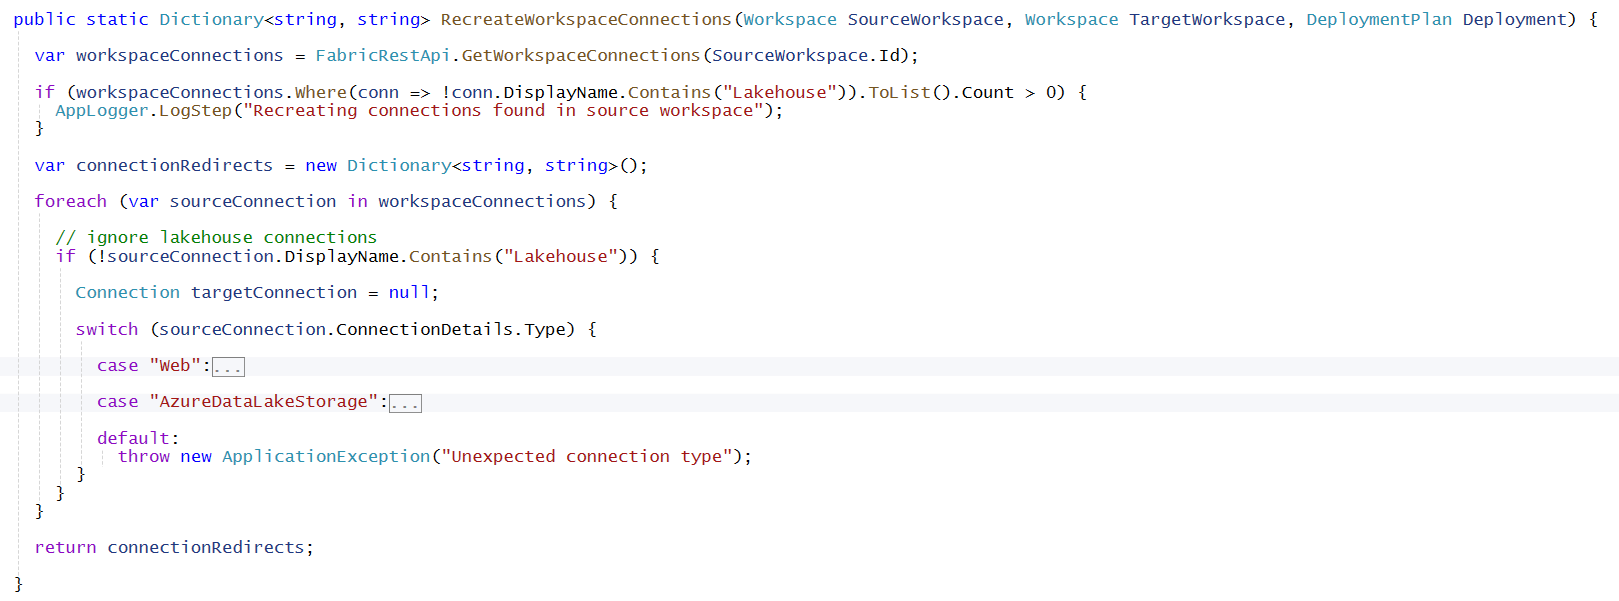 public static Dictionary<string, string> RecreateWorkspaceConnections(Workspace SourceWorkspace, Workspace TargetWorkspace, DeploymentPlan Deployment) {
var workspaceConnections = FabricRestApi.GetWorkspaceConnections(SourceWorkspace.Id);
if (workspaceConnections.Where(conn => !conn.DisplayName.Contains("Lakehouse")).ToList().Count > 0) {
AppLogger.LogStep("Recreating connections found in source workspace");
}
var connectionRedirects = new Dictionary<string, string>();
foreach (var sourceConnection in workspaceConnections) {
// ignore lakehouse connections
if (!sourceConnection.DisplayName.Contains("Lakehouse")) {
Connection targetConnection = null;
switch (sourceConnection.ConnectionDetails.Type) {
case "Web":...
case "AzureDataLakeStorage":...
default:
throw new ApplicationException("Unexpected connection type");
}
}
}
return connectionRedirects;
}